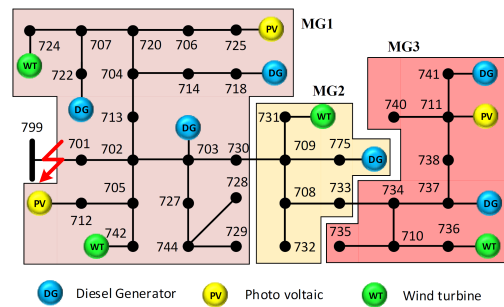 MG1
PV
724 707 720 706 725
MG3
WT
722 704 DG 741 DG
714 718
DG MG2
740 711 PV
799 713 DG 731 WT
701 702 703 730 709 775 DG 738
728
PV 705 727 708 733 734 737 DG
712
742 WT 744 729 732 735 710 736 WT
DG Diesel Generator PV Photo voltaic WT Wind turbine